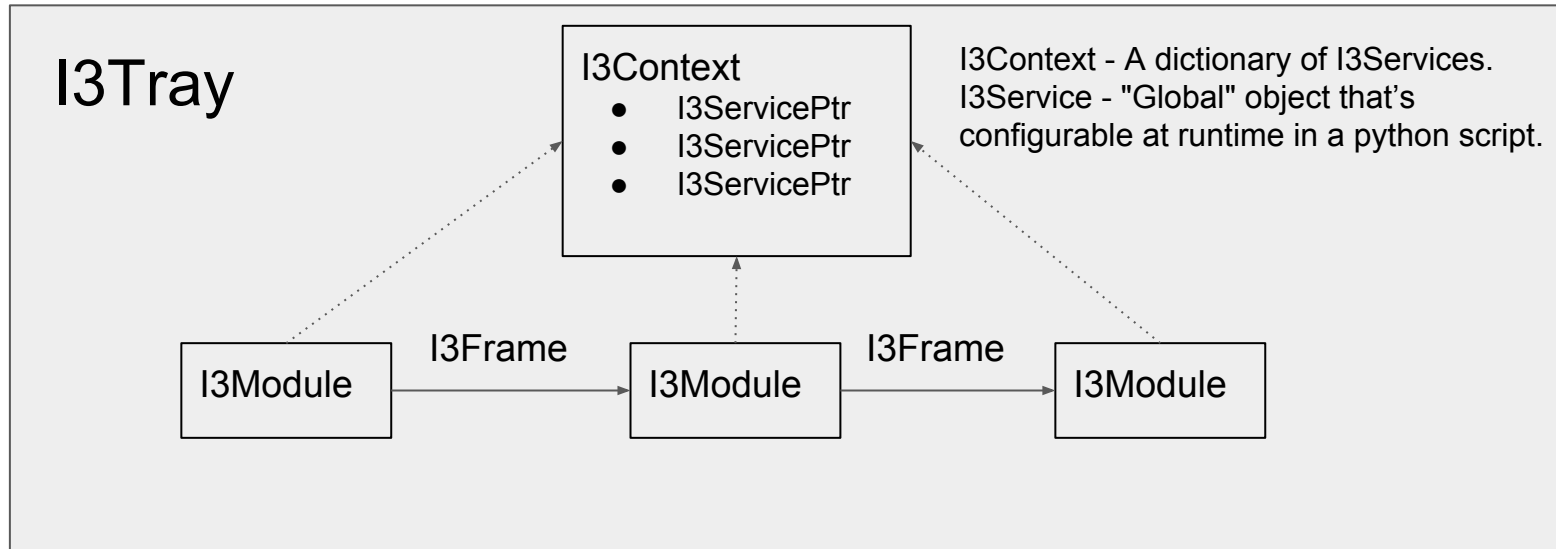 I3Tray
I3Context
● I3ServicePtr
● I3ServicePtr
● I3ServicePtr
I3Context - A dictionary of I3Services.
I3Service - "Global" object that’s
configurable at runtime in a python script.
I3Module
I3Frame
I3Module
I3Frame
I3Module